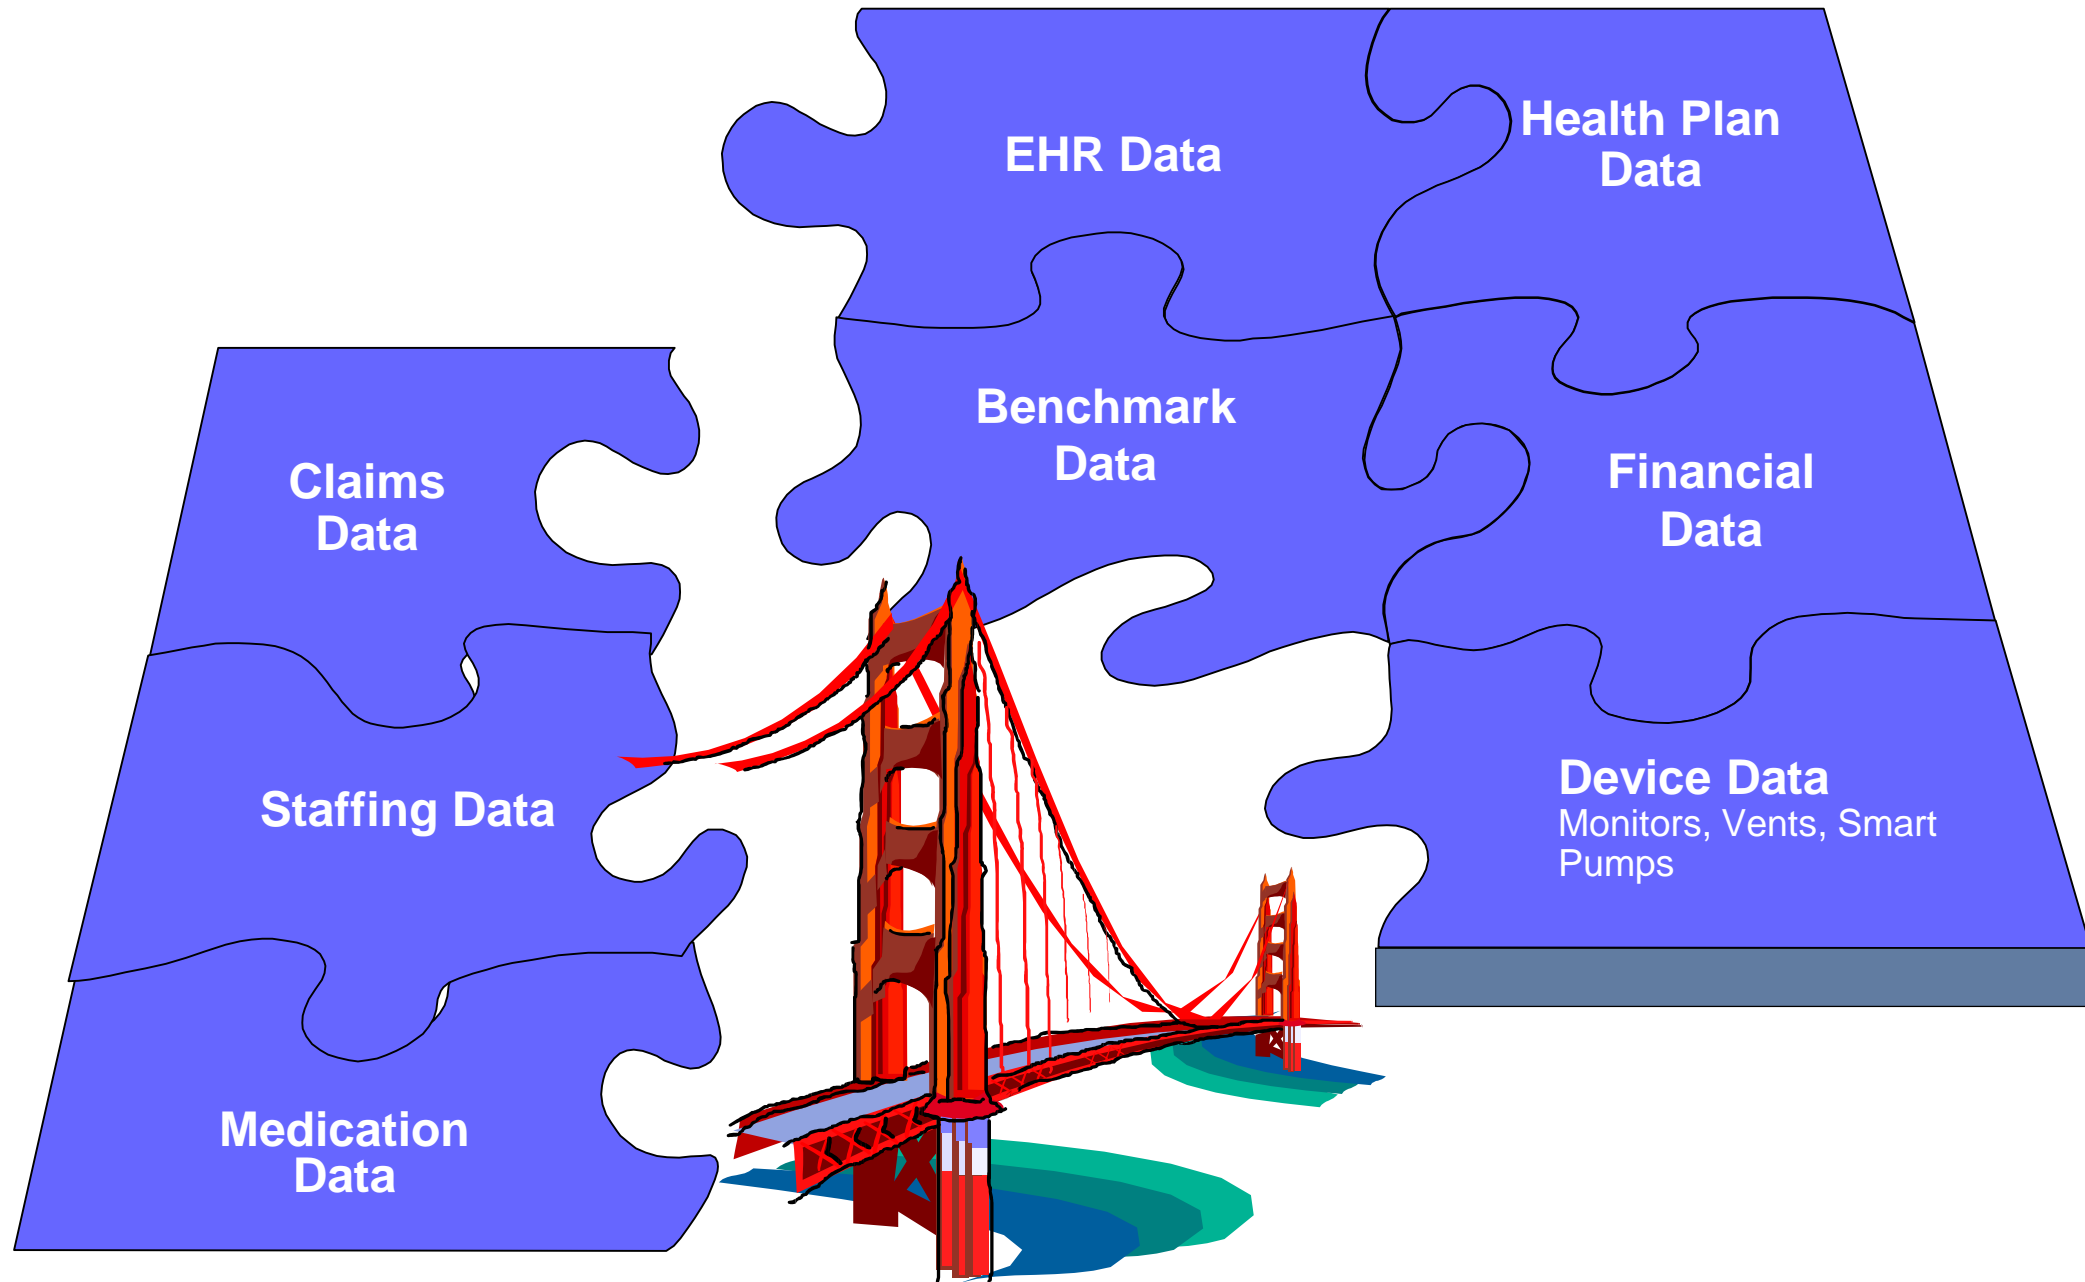 EHR Data
Health Plan
Data
Benchmark
Data
Claims
Data
Financial
Data
Staffing Data
Device Data
Monitors, Vents, Smart
Pumps
Medication
Data